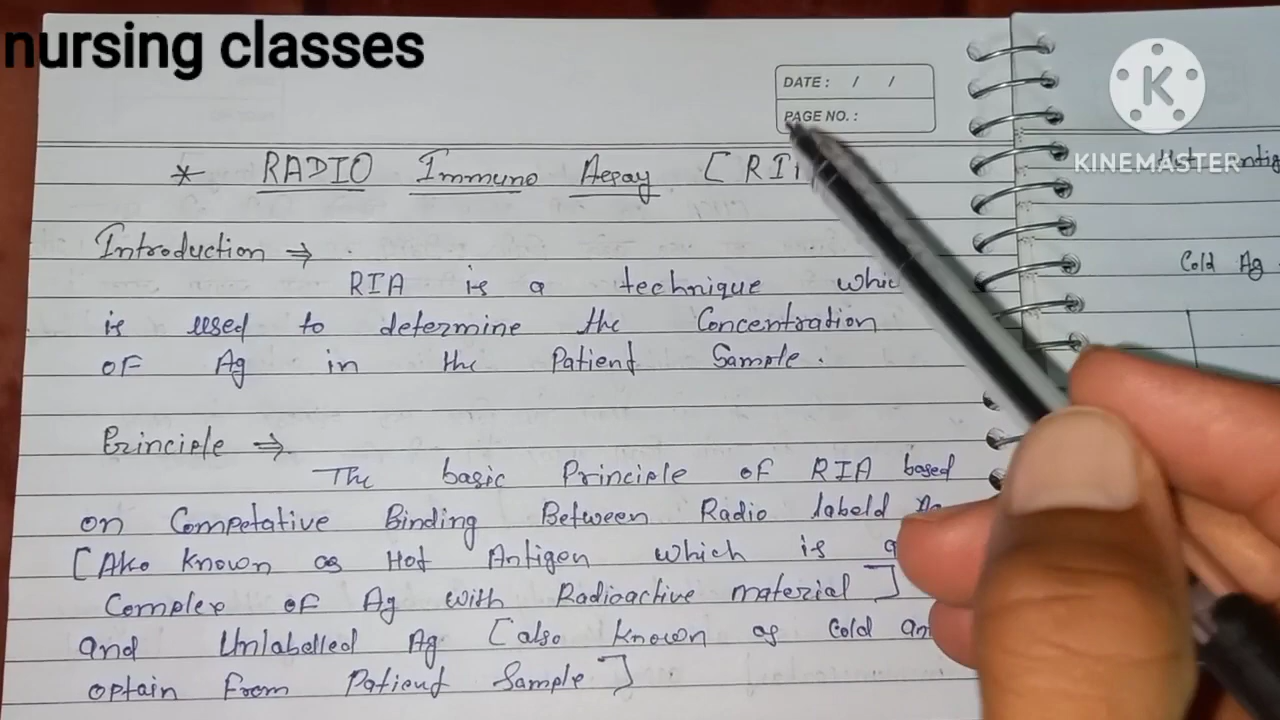 nursing classes
DATE: / /
PAGE NO.:
KINEMASTER
* RADIO Immuno Assay [RI
Introduction ⇒
RIA is a technique whic
is used to determine the Concentration
OF Ag in the Patient Sample.
Principle ⇒
The basic Principle OF RIA based
on Competative Binding Between Radio labeld
[Also known as Hot Antigen which is a
Complex OF Ag with Radioactive material]
and Unlabelled Ag [also known as Cold an
optain From Patient Sample]
Cold Ag